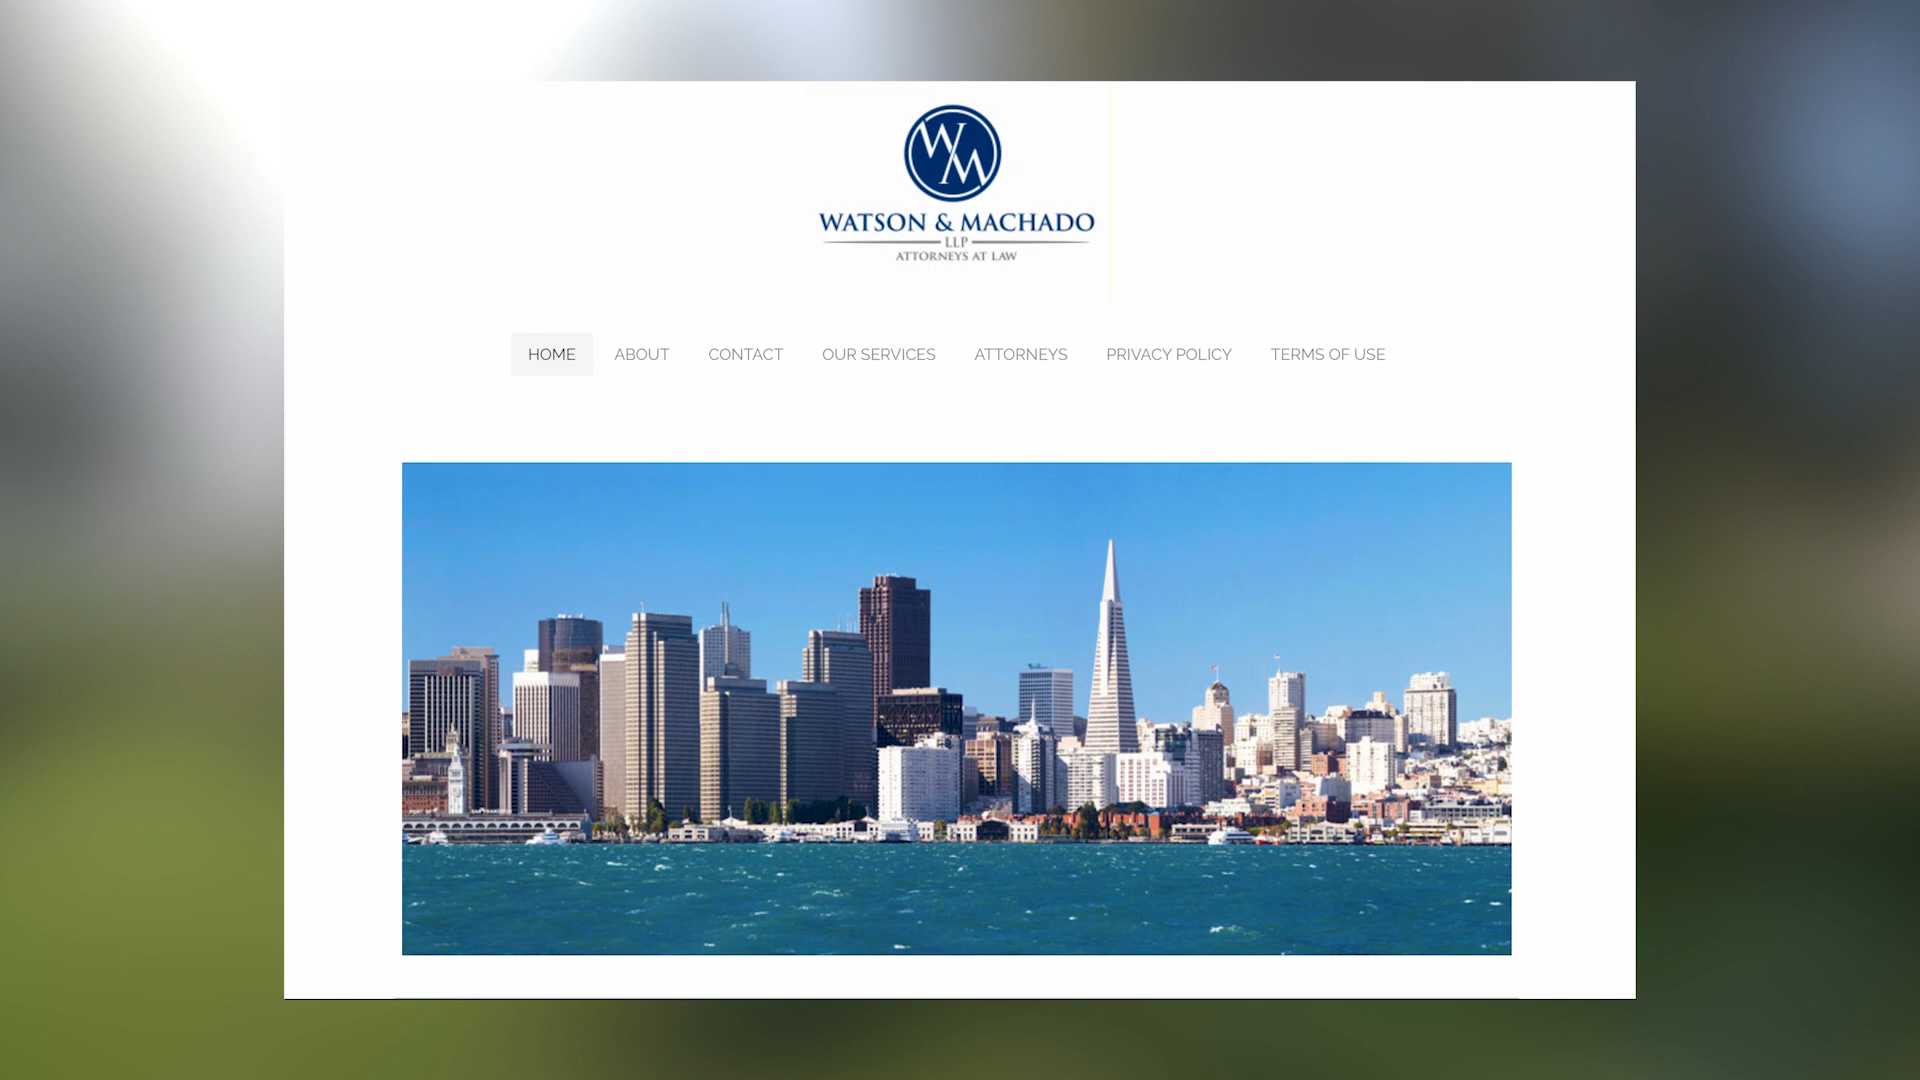 WM
WATSON & MACHADO
LLP
ATTORNEYS AT LAW
HOME ABOUT CONTACT OUR SERVICES ATTORNEYS PRIVACY POLICY TERMS OF USE